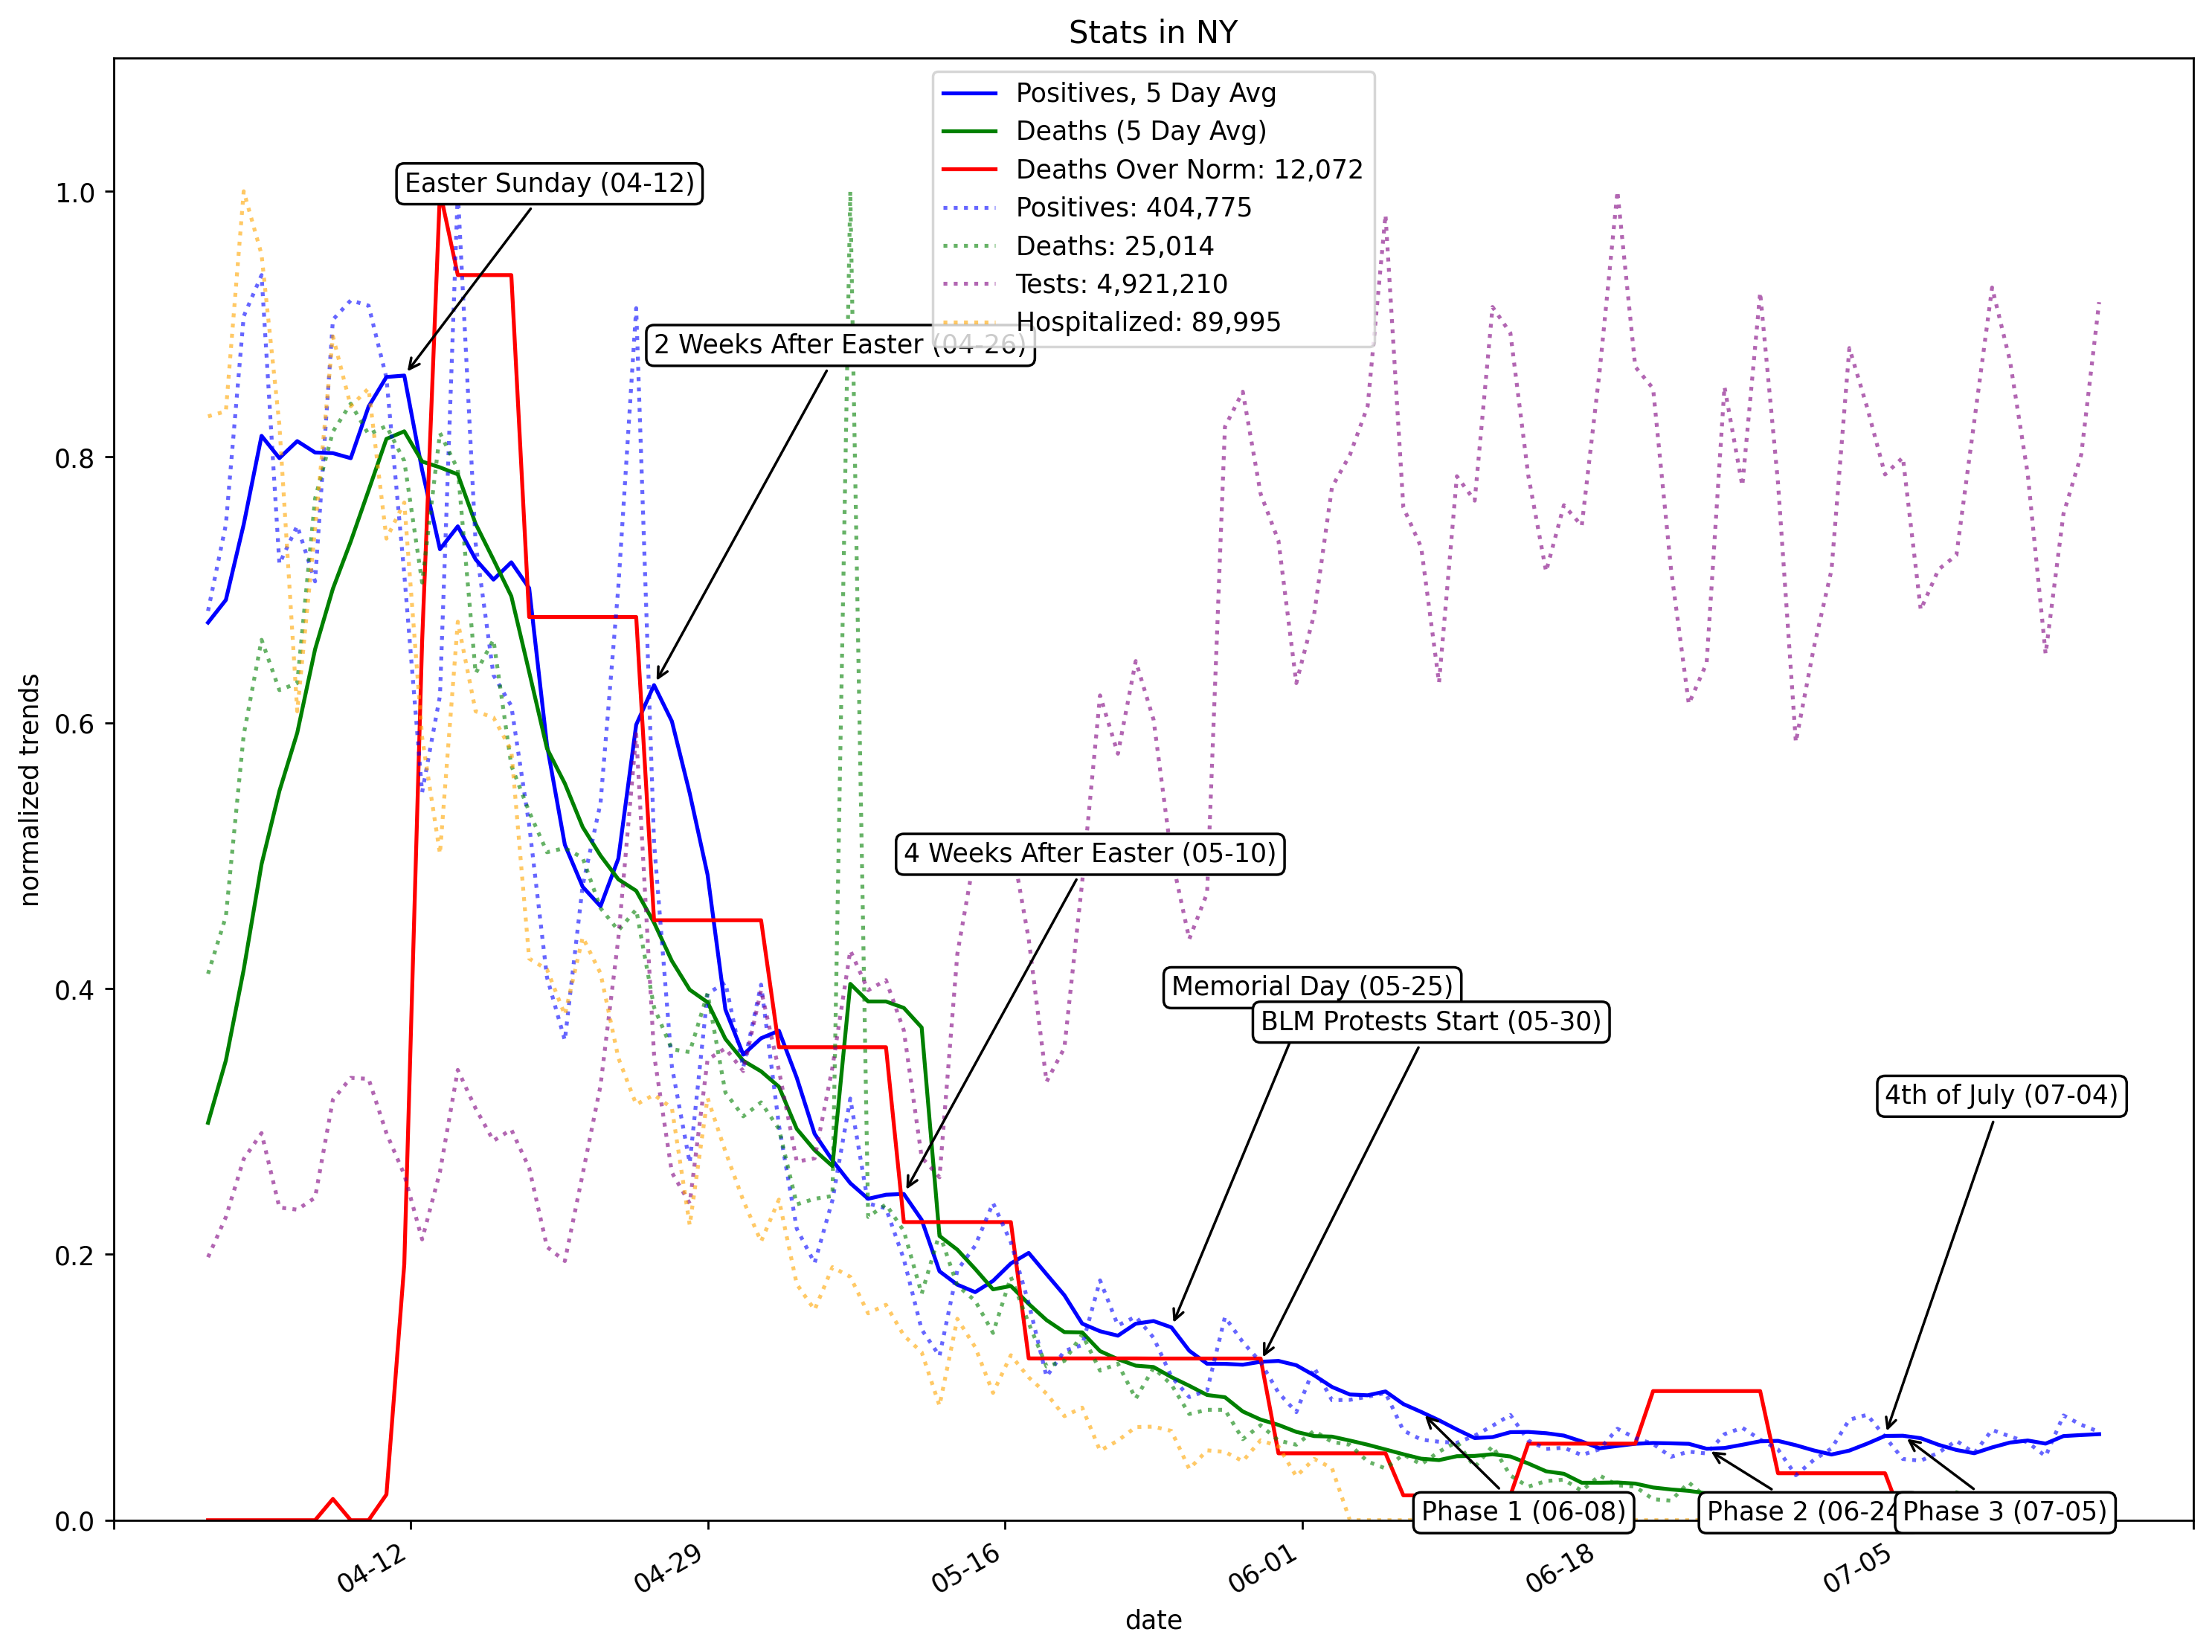 Stats in NY
Positives, 5 Day Avg
Deaths (5 Day Avg)
Deaths Over Norm: 12,072
Positives: 404,775
Deaths: 25,014
Tests: 4,921,210
Hospitalized: 89,995
Easter Sunday (04-12)
2 Weeks After Easter (04-26)
4 Weeks After Easter (05-10)
Memorial Day (05-25)
BLM Protests Start (05-30)
4th of July (07-04)
Phase 1 (06-08)
Phase 2 (06-24
Phase 3 (07-05)
normalized trends
1.0
0.8
0.6
0.4
0.2
0.0
04-12
04-29
05-16
06-01
06-18
07-05
date